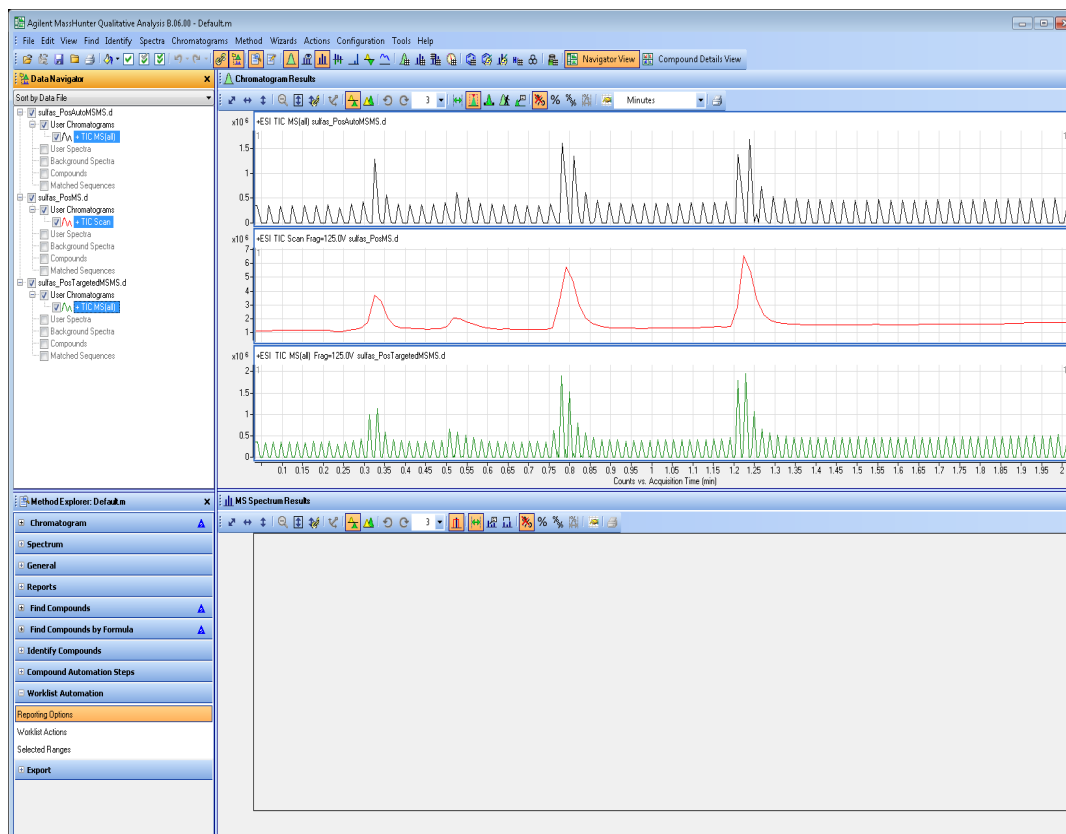 Agilent MassHunter Qualitative Analysis B.06.00 - Default.m
File Edit View Find Identify Spectra Chromatograms Method Wizards Actions Configuration Tools Help
Navigator View Compound Details View
Data Navigator
Sort by Data File
sulfas_PosAutoMSMS.d
User Chromatograms
+ TIC MS(all)
User Spectra
Background Spectra
Compounds
Matched Sequences
sulfas_PosMS.d
User Chromatograms
+ TIC Scan
User Spectra
Background Spectra
Compounds
Matched Sequences
sulfas_PosTargetedMSMS.d
User Chromatograms
+ TIC MS(all)
User Spectra
Background Spectra
Compounds
Matched Sequences
Chromatogram Results
3 % Minutes
x10 6 +ESI TIC MS(all) sulfas_PosAutoMSMS.d
1 1
1.5
1
0.5
0
x10 6 +ESI TIC Scan Frag=125.0V sulfas_PosMS.d
7 1
6
5
4
3
2
1
x10 6 +ESI TIC MS(all) Frag=125.0V sulfas_PosTargetedMSMS.d
2 1
1.5
1
0.5
0
0.1 0.15 0.2 0.25 0.3 0.35 0.4 0.45 0.5 0.55 0.6 0.65 0.7 0.75 0.8 0.85 0.9 0.95 1 1.05 1.1 1.15 1.2 1.25 1.3 1.35 1.4 1.45 1.5 1.55 1.6 1.65 1.7 1.75 1.8 1.85 1.9 1.95 2
Counts vs. Acquisition Time (min)
Method Explorer: Default.m
Chromatogram
Spectrum
General
Reports
Find Compounds
Find Compounds by Formula
Identify Compounds
Compound Automation Steps
Worklist Automation
Reporting Options
Worklist Actions
Selected Ranges
Export
MS Spectrum Results
3 %